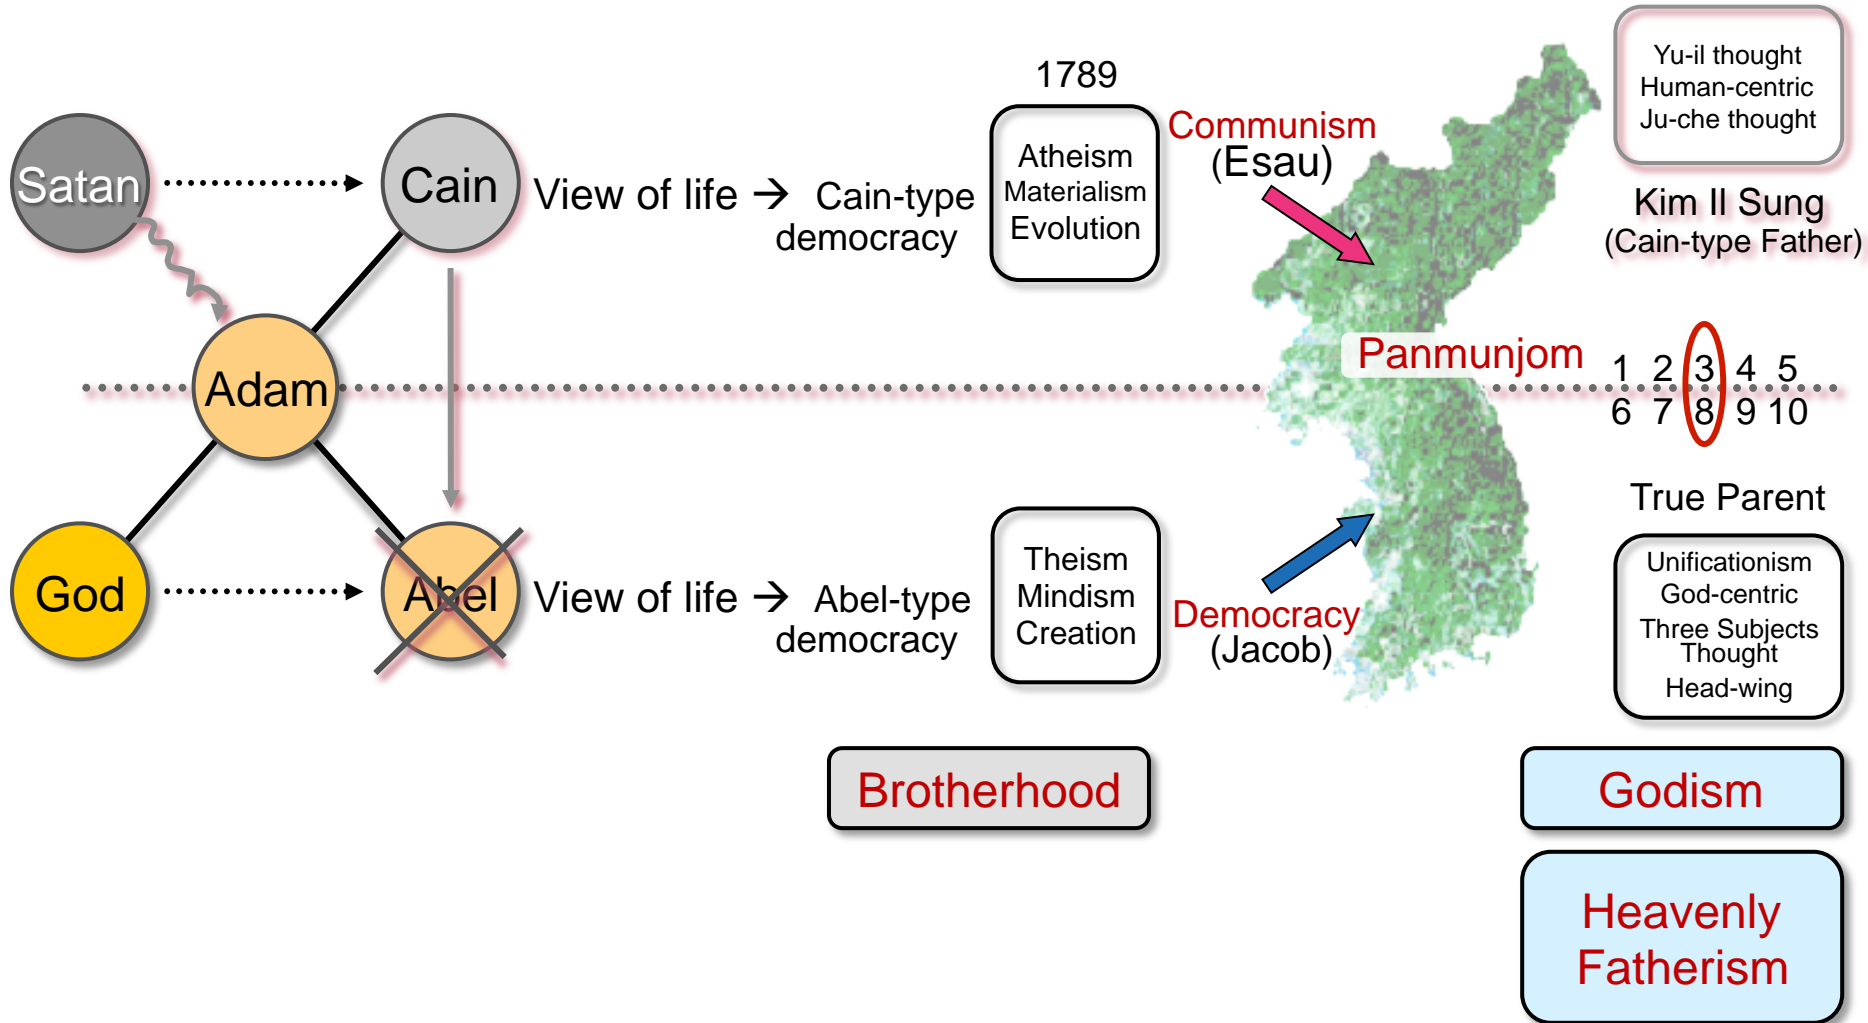 Satan
Cain
Adam
God
Abel
View of life → Cain-type
democracy
1789
Atheism
Materialism
Evolution
Communism
(Esau)
Yu-il thought
Human-centric
Ju-che thought
Kim Il Sung
(Cain-type Father)
Panmunjom
1 2 3 4 5
6 7 8 9 10
View of life → Abel-type
democracy
Theism
Mindism
Creation
Democracy
(Jacob)
True Parent
Unificationism
God-centric
Three Subjects
Thought
Head-wing
Brotherhood
Godism
Heavenly
Fatherism